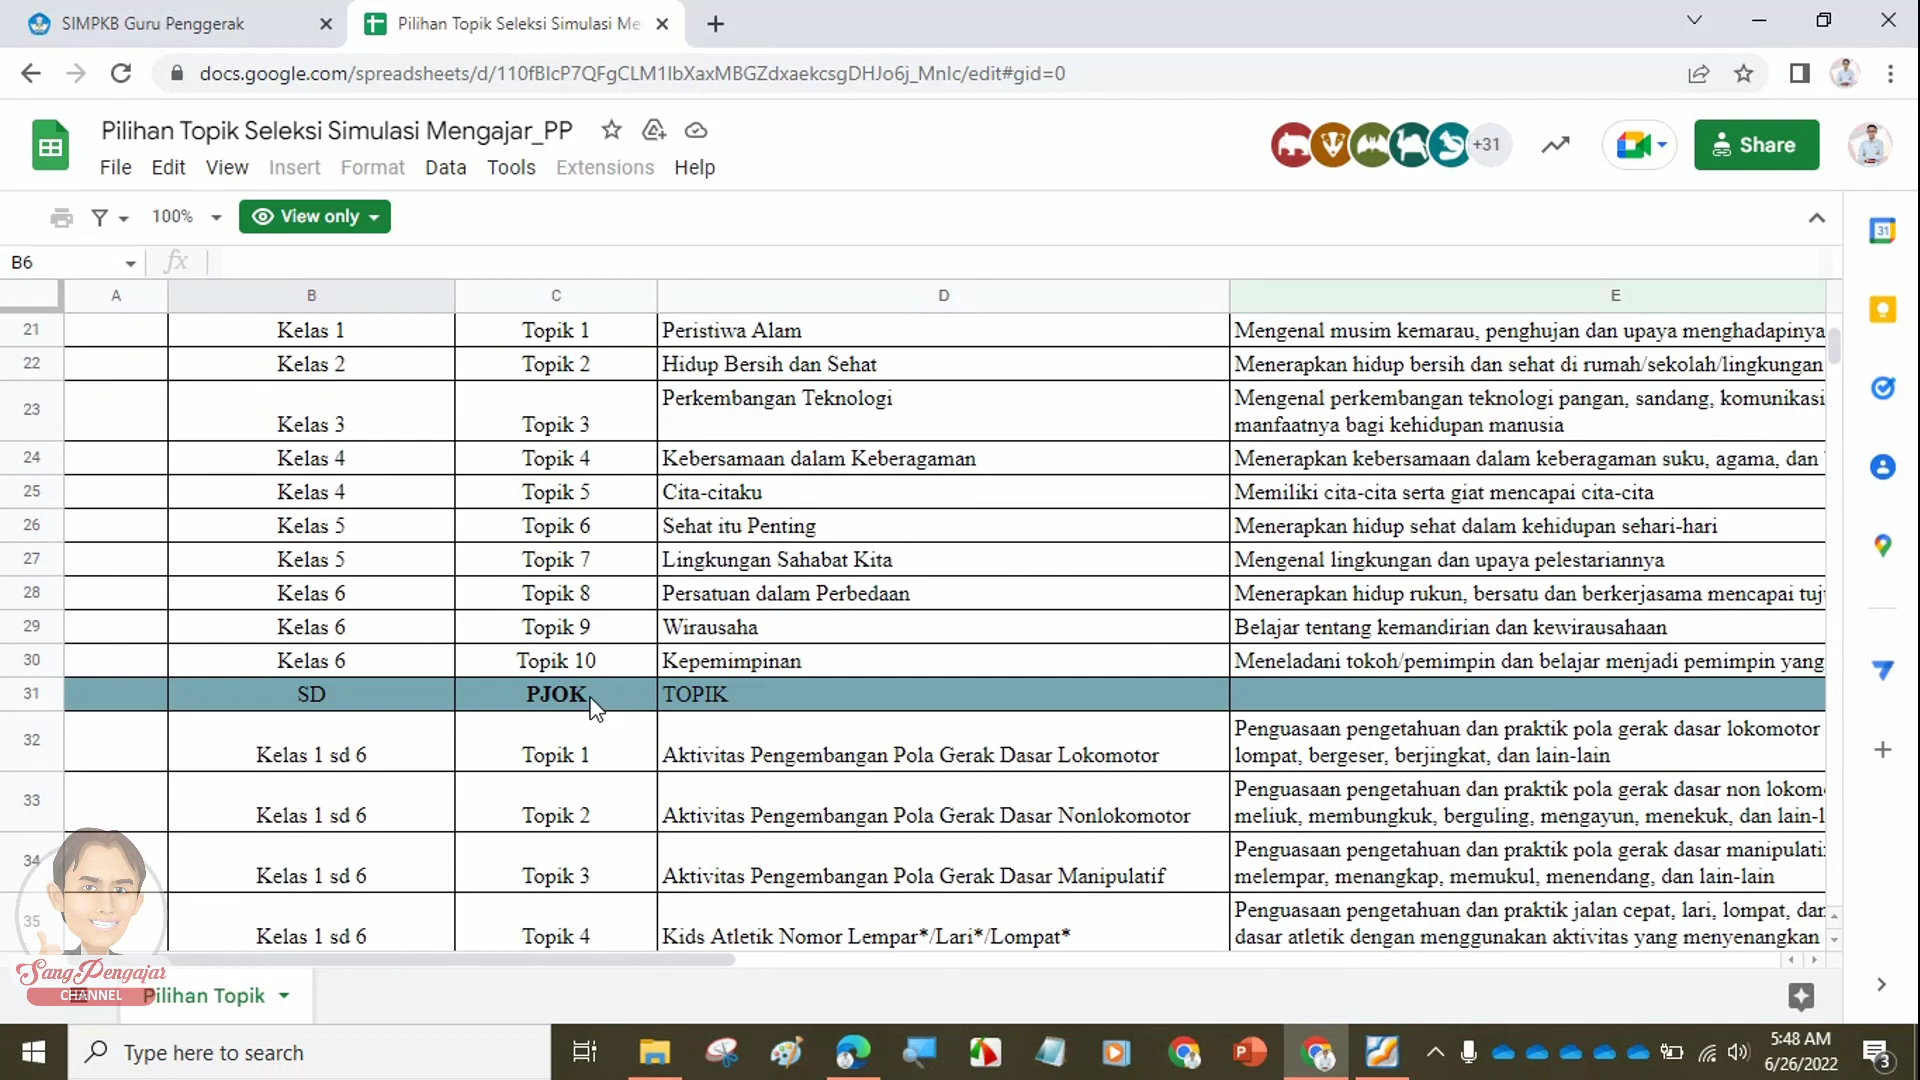 SIMPKB Guru Penggerak
Pilihan Topik Seleksi Simulasi Me
docs.google.com/spreadsheets/d/110fBIcP7QFgCLM1IbXaxMBGZdxaekcsgDHJo6j_MnIc/edit#gid=0
Pilihan Topik Seleksi Simulasi Mengajar_PP
+31
Share
File Edit View Insert Format Data Tools Extensions Help
100% View only
31
B6 fx
A B C D E
21 Kelas 1 Topik 1 Peristiwa Alam Mengenal musim kemarau, penghujan dan upaya menghadapinya
22 Kelas 2 Topik 2 Hidup Bersih dan Sehat Menerapkan hidup bersih dan sehat di rumah/sekolah/lingkungan
23 Kelas 3 Topik 3 Perkembangan Teknologi Mengenal perkembangan teknologi pangan, sandang, komunikasi
manfaatnya bagi kehidupan manusia
24 Kelas 4 Topik 4 Kebersamaan dalam Keberagaman Menerapkan kebersamaan dalam keberagaman suku, agama, dan
25 Kelas 4 Topik 5 Cita-citaku Memiliki cita-cita serta giat mencapai cita-cita
26 Kelas 5 Topik 6 Sehat itu Penting Menerapkan hidup sehat dalam kehidupan sehari-hari
27 Kelas 5 Topik 7 Lingkungan Sahabat Kita Mengenal lingkungan dan upaya pelestariannya
28 Kelas 6 Topik 8 Persatuan dalam Perbedaan Menerapkan hidup rukun, bersatu dan berkerjasama mencapai tuj
29 Kelas 6 Topik 9 Wirausaha Belajar tentang kemandirian dan kewirausahaan
30 Kelas 6 Topik 10 Kepemimpinan Meneladani tokoh/pemimpin dan belajar menjadi pemimpin yang
31 SD PJOK TOPIK
32 Kelas 1 sd 6 Topik 1 Aktivitas Pengembangan Pola Gerak Dasar Lokomotor Penguasaan pengetahuan dan praktik pola gerak dasar lokomotor
lompat, bergeser, berjingkat, dan lain-lain
33 Kelas 1 sd 6 Topik 2 Aktivitas Pengembangan Pola Gerak Dasar Nonlokomotor Penguasaan pengetahuan dan praktik pola gerak dasar non lokom
meliuk, membungkuk, berguling, mengayun, menekuk, dan lain-l
34 Kelas 1 sd 6 Topik 3 Aktivitas Pengembangan Pola Gerak Dasar Manipulatif Penguasaan pengetahuan dan praktik pola gerak dasar manipulati
melempar, menangkap, memukul, menendang, dan lain-lain
35 Kelas 1 sd 6 Topik 4 Kids Atletik Nomor Lempar*/Lari*/Lompat* Penguasaan pengetahuan dan praktik jalan cepat, lari, lompat, dan
dasar atletik dengan menggunakan aktivitas yang menyenangkan
SangPengajar
CHANNEL
Pilihan Topik
Type here to search
5:48 AM
6/26/2022
3